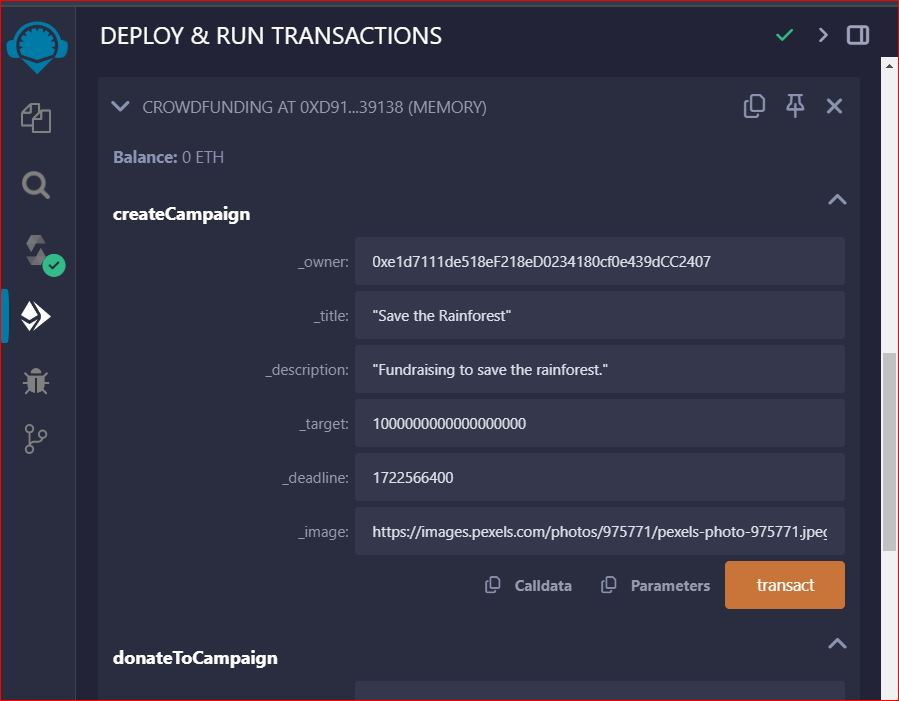 DEPLOY & RUN TRANSACTIONS
CROWDFUNDING AT 0XD91...39138 (MEMORY)
Balance: 0 ETH
createCampaign
_owner: 0xe1d7111de518eF218eD0234180cf0e439dCC2407
_title: "Save the Rainforest"
_description: "Fundraising to save the rainforest."
_target: 1000000000000000000
_deadline: 1722566400
_image: https://images.pexels.com/photos/975771/pexels-photo-975771.jpeg
Calldata Parameters transact
donateToCampaign